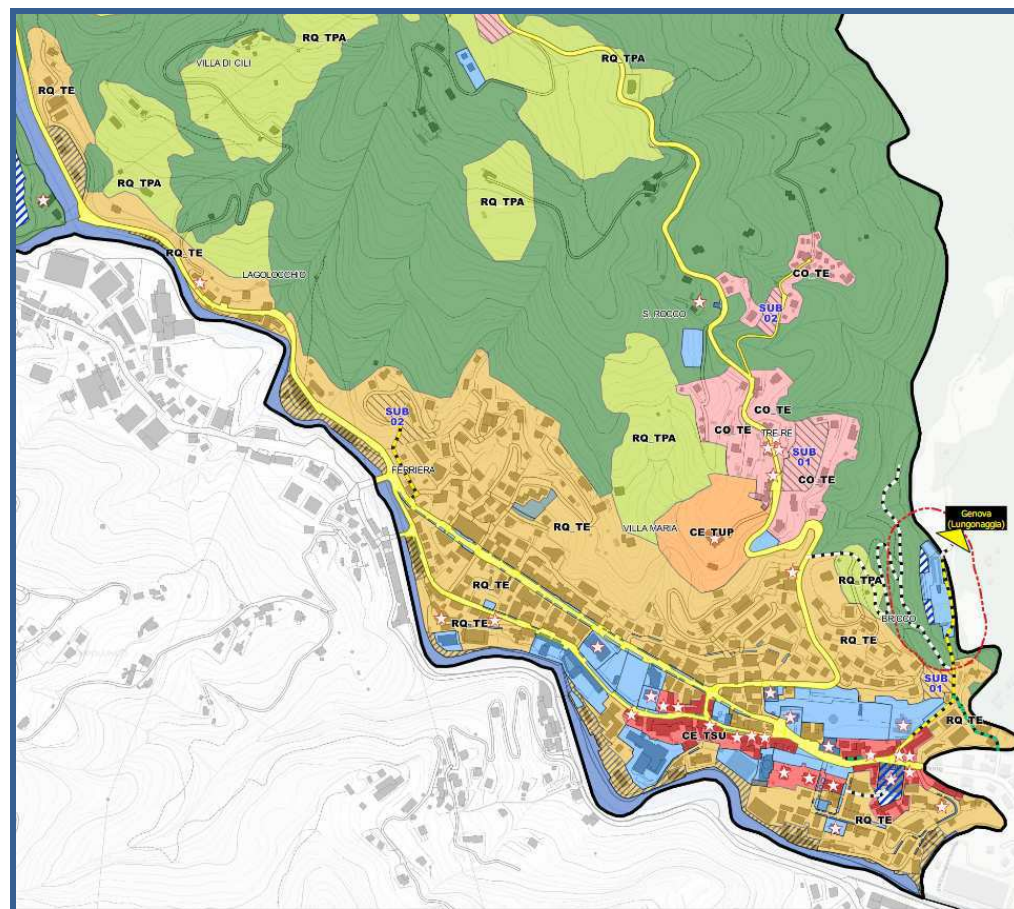 RQ_TPA
VILLA DI CILI
RQ_TPA
RQ_TE
RQ_TPA
RQ_TPA
RQ_TE
LAGOLOCCHIO
CO_TE
SUB
02
S. ROCCO
SUB
02
CO_TE
CO_TE
TRE RE
RQ_TPA
SUB
01
CO_TE
FERRIERA
Genova
(Lungonaggia)
RQ_TE
VILLA MARIA
CE_TUP
RQ_TE
RQ_TPA
BRICCO
RQ_TE
RQ_TE
SUB
01
RQ_TE
CE_TSU
RQ_TE